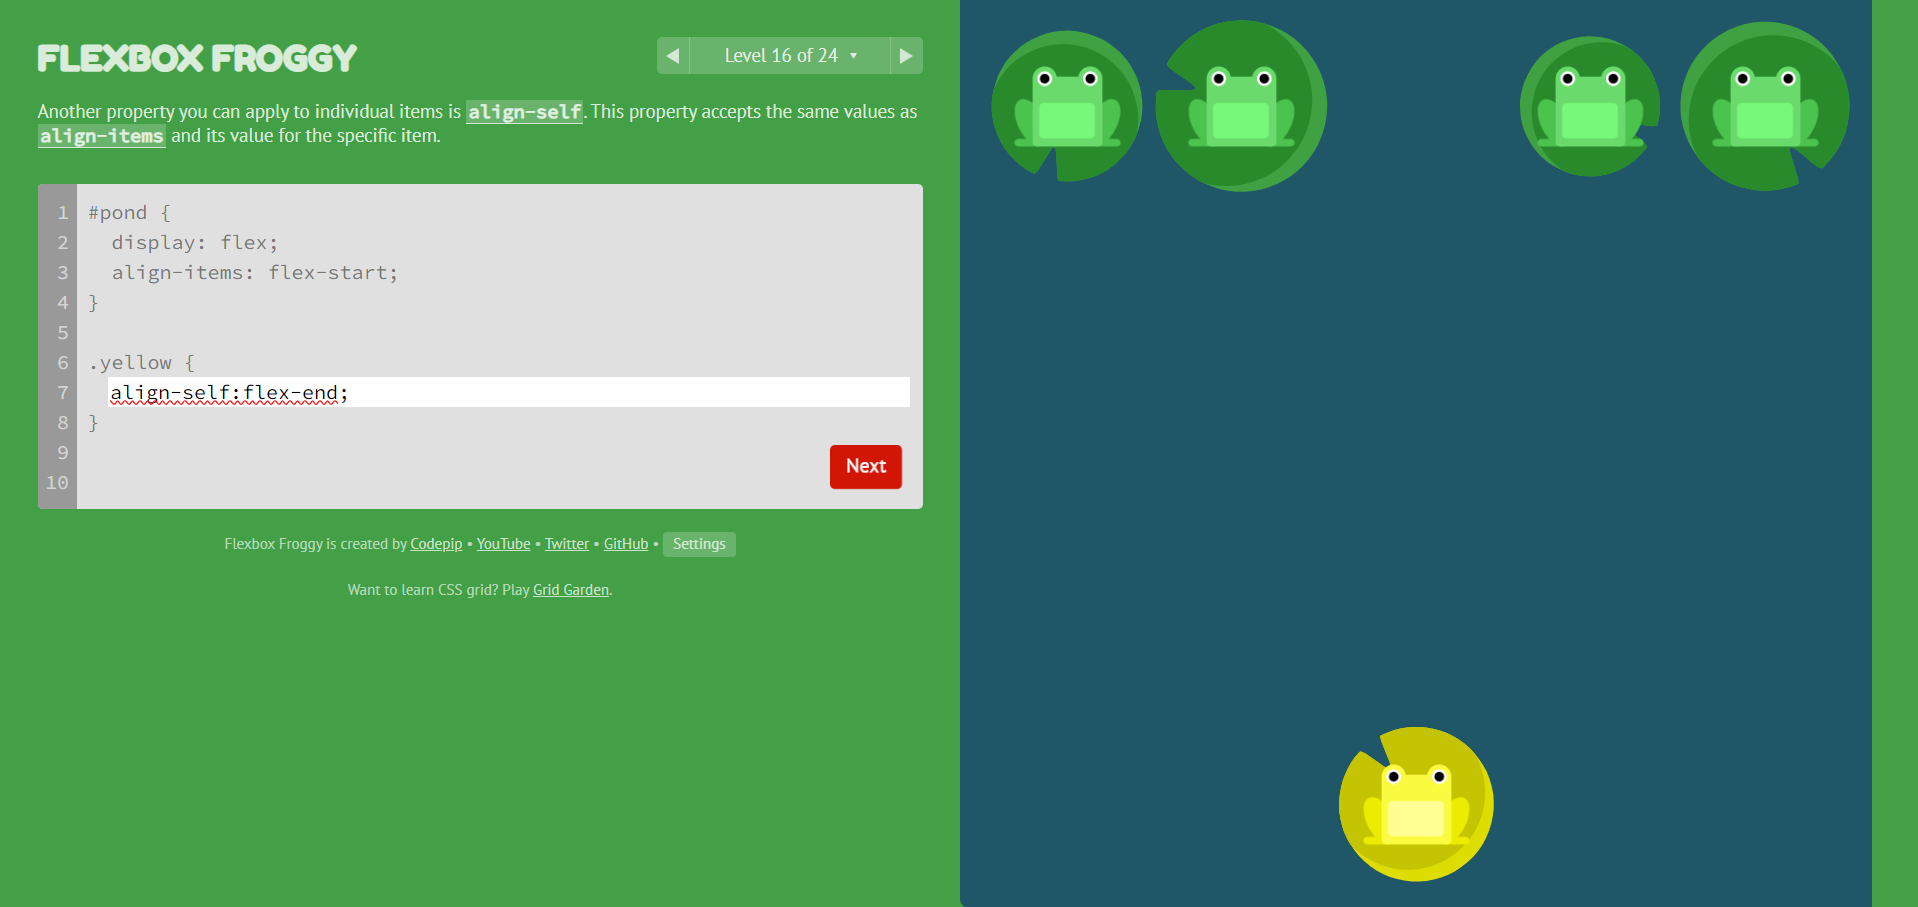 FLEXBOX FROGGY
◀ Level 16 of 24 ▾ ▶
Another property you can apply to individual items is align-self. This property accepts the same values as
align-items and its value for the specific item.
1 #pond {
2 display: flex;
3 align-items: flex-start;
4 }
5
6 .yellow {
7 align-self:flex-end;
8 }
9
10
Next
Flexbox Froggy is created by Codepip • YouTube • Twitter • GitHub • Settings
Want to learn CSS grid? Play Grid Garden.